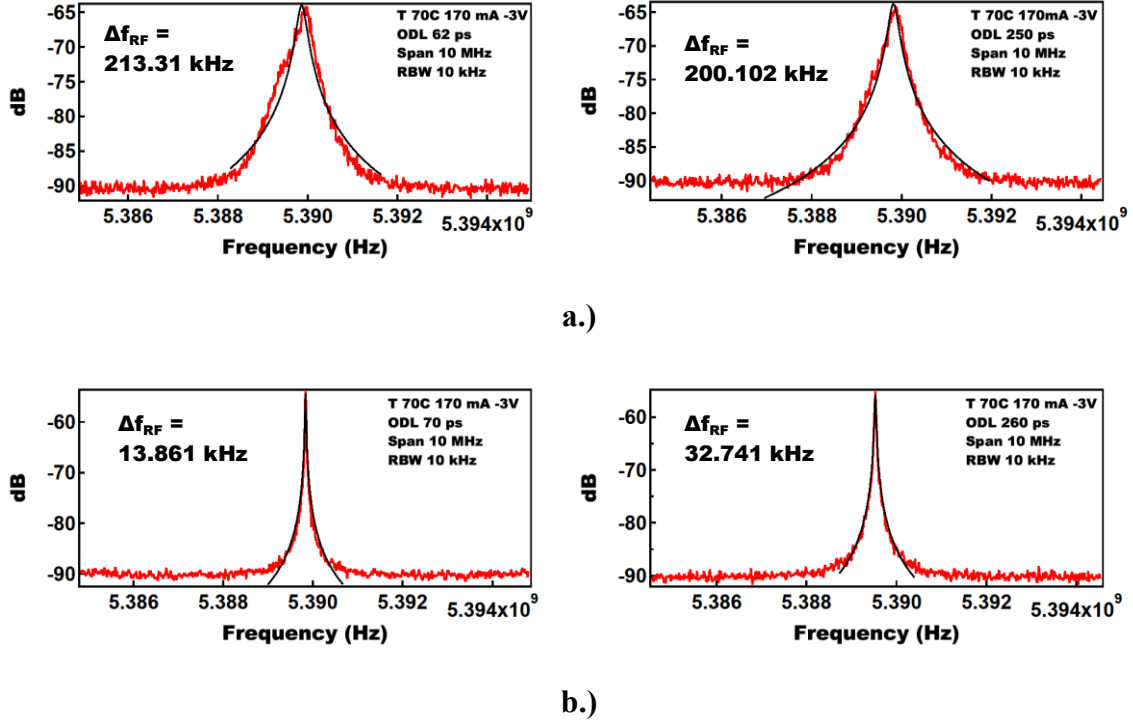 -65
-70
-75
-80
-85
-90
dB
Δf_RF =
213.31 kHz
T 70C 170 mA -3V
ODL 62 ps
Span 10 MHz
RBW 10 kHz
5.386
5.388
5.390
5.392
5.394x10^9
Frequency (Hz)
-65
-70
-75
-80
-85
-90
dB
Δf_RF =
200.102 kHz
T 70C 170mA -3V
ODL 250 ps
Span 10 MHz
RBW 10 kHz
5.386
5.388
5.390
5.392
5.394x10^9
Frequency (Hz)
a.)
-60
-70
-80
-90
dB
Δf_RF =
13.861 kHz
T 70C 170 mA -3V
ODL 70 ps
Span 10 MHz
RBW 10 kHz
5.386
5.388
5.390
5.392
5.394x10^9
Frequency (Hz)
-60
-70
-80
-90
dB
Δf_RF =
32.741 kHz
T 70C 170 mA -3V
ODL 260 ps
Span 10 MHz
RBW 10 kHz
5.386
5.388
5.390
5.392
5.394x10^9
Frequency (Hz)
b.)